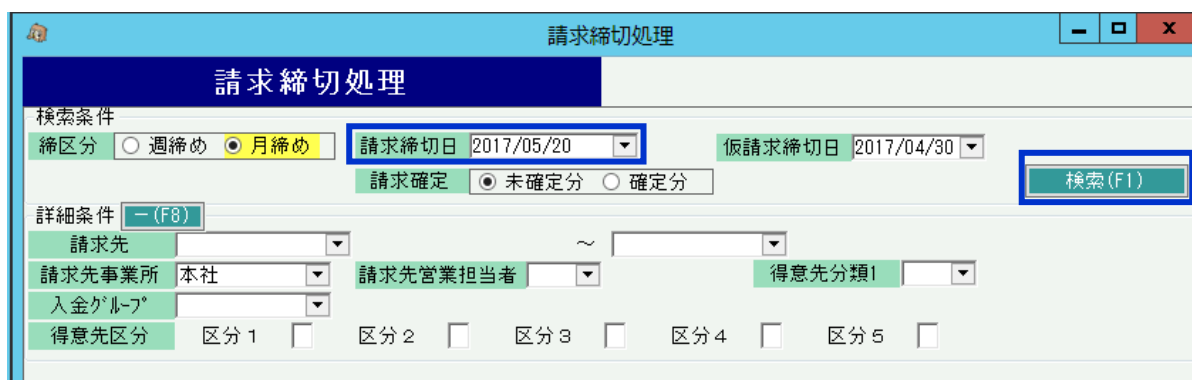 請求締切処理
請求締切処理
検索条件
締区分 週締め 月締め 請求締切日 2017/05/20 仮請求締切日 2017/04/30
請求確定 未確定分 確定分 検索(F1)
詳細条件 －(F8)
請求先 ～
請求先事業所 本社 請求先営業担当者 得意先分類1
入金ｸﾞﾙｰﾌﾟ
得意先区分 区分1 区分2 区分3 区分4 区分5